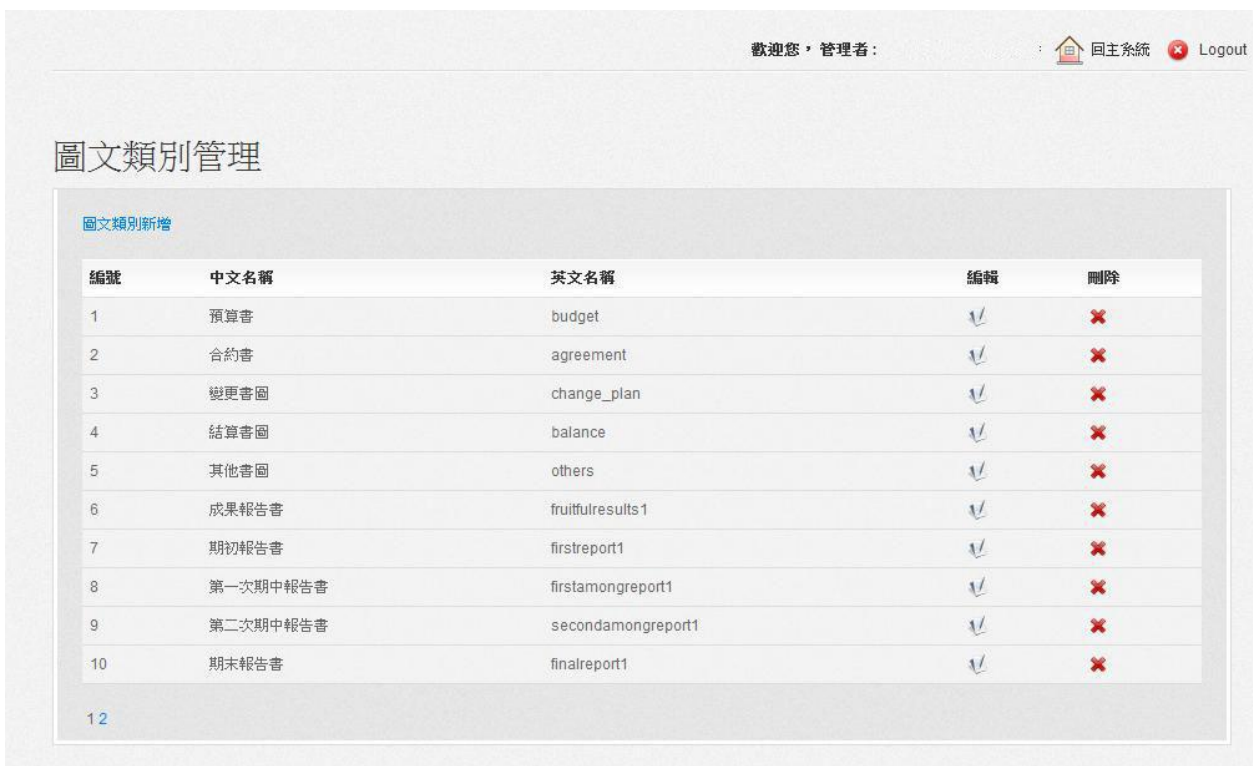 歡迎您，管理者： : 回主系統 Logout
圖文類別管理
圖文類別新增
編號 中文名稱 英文名稱 編輯 刪除
1 預算書 budget
2 合約書 agreement
3 變更書圖 change_plan
4 結算書圖 balance
5 其他書圖 others
6 成果報告書 fruitfulresults1
7 期初報告書 firstreport1
8 第一次期中報告書 firstamongreport1
9 第二次期中報告書 secondamongreport1
10 期末報告書 finalreport1
1 2